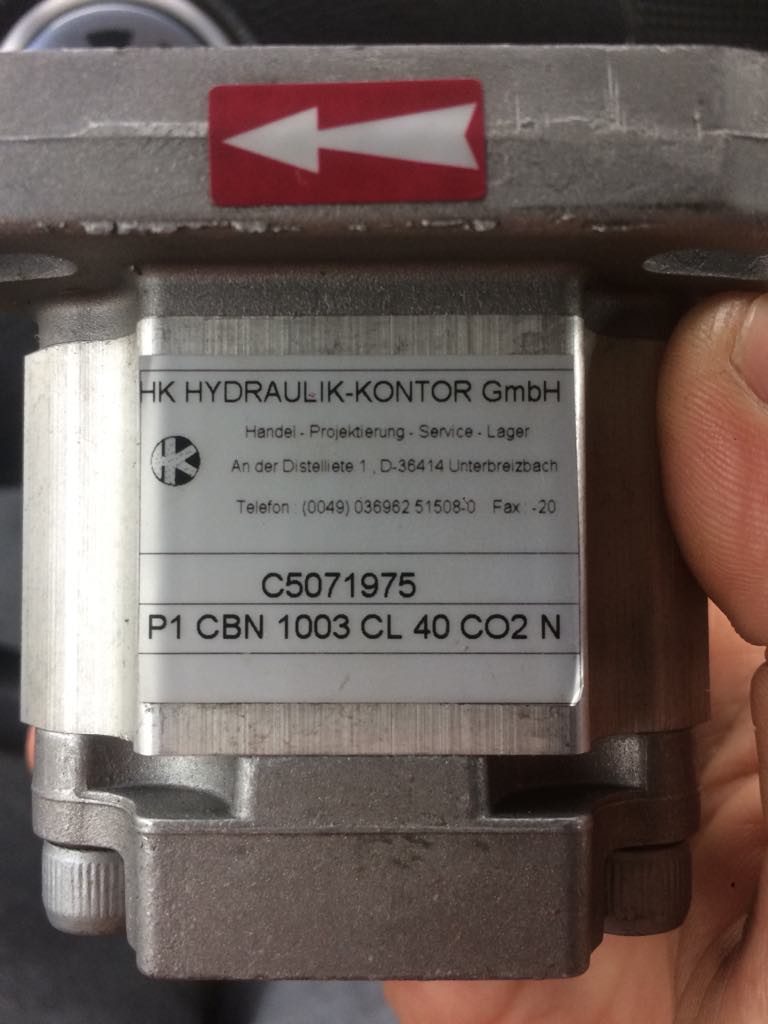 HK HYDRAULIK-KONTOR GmbH
Handel - Projektierung - Service - Lager
An der Distelliete 1 , D-36414 Unterbreizbach
Telefon : (0049) 036962 51508-0 Fax : -20
C5071975
P1 CBN 1003 CL 40 CO2 N